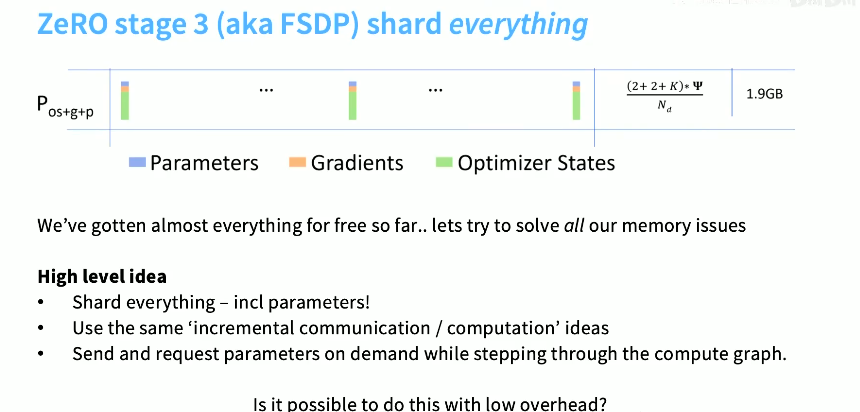 ZeRO stage 3 (aka FSDP) shard everything
P os+g+p
... ...
(2+ 2+ K)* Ψ
N d
1.9GB
Parameters Gradients Optimizer States
We’ve gotten almost everything for free so far.. lets try to solve all our memory issues
High level idea
• Shard everything – incl parameters!
• Use the same ‘incremental communication / computation’ ideas
• Send and request parameters on demand while stepping through the compute graph.
Is it possible to do this with low overhead?